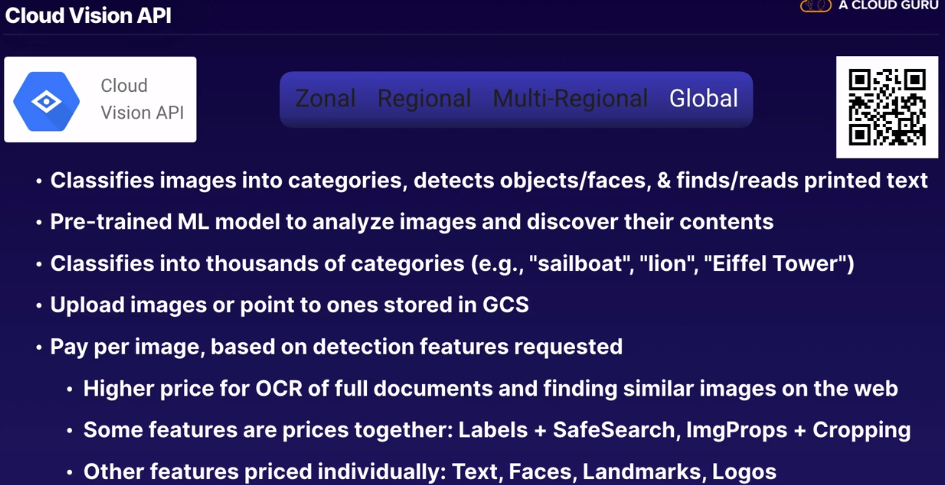 Cloud Vision API
A CLOUD GURU
Cloud
Vision API
Zonal Regional Multi-Regional Global
• Classifies images into categories, detects objects/faces, & finds/reads printed text
• Pre-trained ML model to analyze images and discover their contents
• Classifies into thousands of categories (e.g., "sailboat", "lion", "Eiffel Tower")
• Upload images or point to ones stored in GCS
• Pay per image, based on detection features requested
• Higher price for OCR of full documents and finding similar images on the web
• Some features are prices together: Labels + SafeSearch, ImgProps + Cropping
• Other features priced individually: Text, Faces, Landmarks, Logos